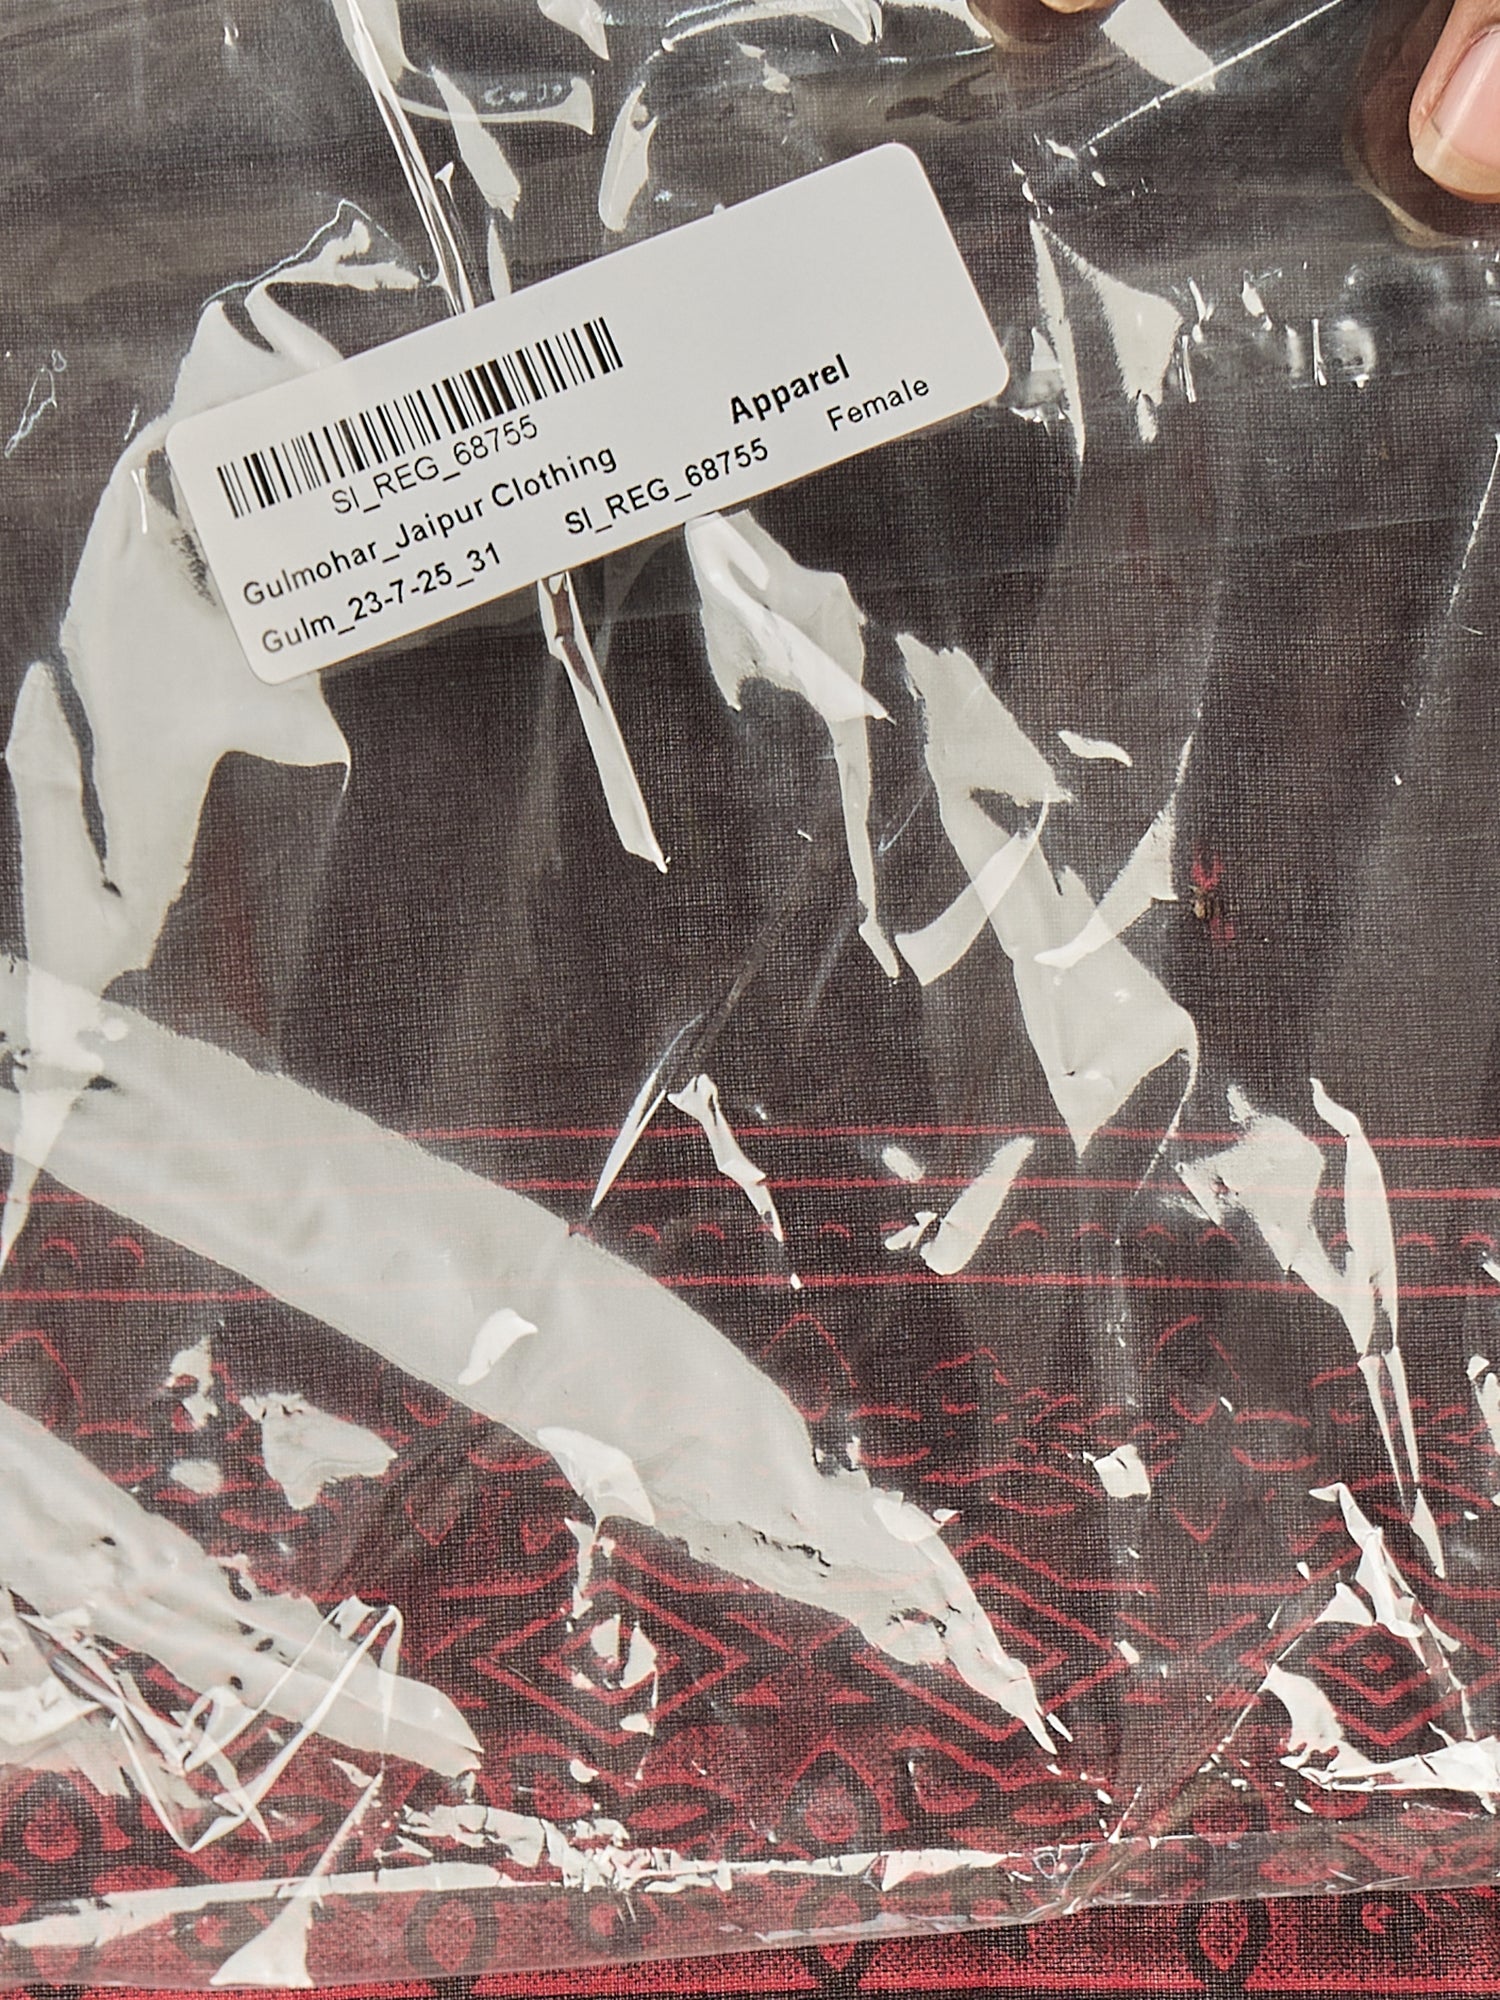 SI_REG_68755
Gulmohar_Jaipur Clothing Apparel
Gulm_23-7-25_31 SI_REG_68755 Female